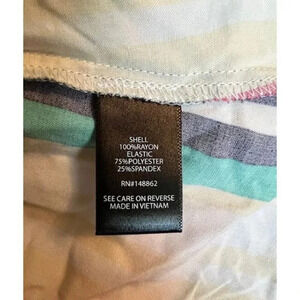 SHELL
100%RAYON
ELASTIC
75%POLYESTER
25%SPANDEX
RN#148862
SEE CARE ON REVERSE
MADE IN VIETNAM